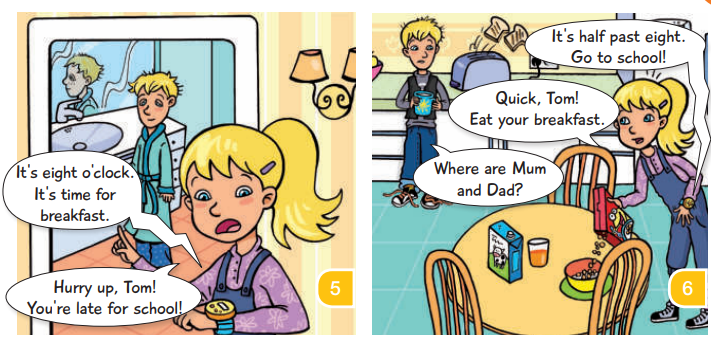 It's eight o'clock.
It's time for
breakfast.
Hurry up, Tom!
You're late for school!
5
It's half past eight.
Go to school!
Quick, Tom!
Eat your breakfast.
Where are Mum
and Dad?
6